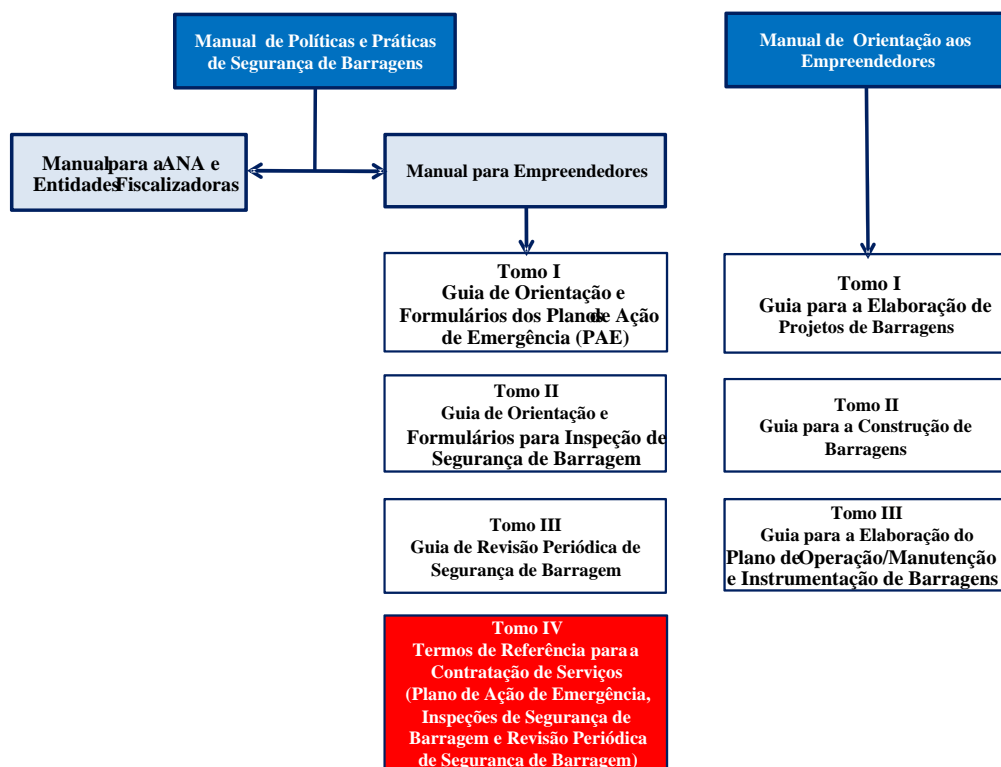 Manual de Políticas e Práticas
de Segurança de Barragens
Manual de Orientação aos
Empreendedores
Manual para a ANA e
Entidades Fiscalizadoras
Manual para Empreendedores
Tomo I
Guia de Orientação e
Formulários dos Planos de Ação
de Emergência (PAE)
Tomo II
Guia de Orientação e
Formulários para Inspeção de
Segurança de Barragem
Tomo III
Guia de Revisão Periódica de
Segurança de Barragem
Tomo IV
Termos de Referência para a
Contratação de Serviços
(Plano de Ação de Emergência,
Inspeções de Segurança de
Barragem e Revisão Periódica
de Segurança de Barragem)
Tomo I
Guia para a Elaboração de
Projetos de Barragens
Tomo II
Guia para a Construção de
Barragens
Tomo III
Guia para a Elaboração do
Plano de Operação/Manutenção
e Instrumentação de Barragens